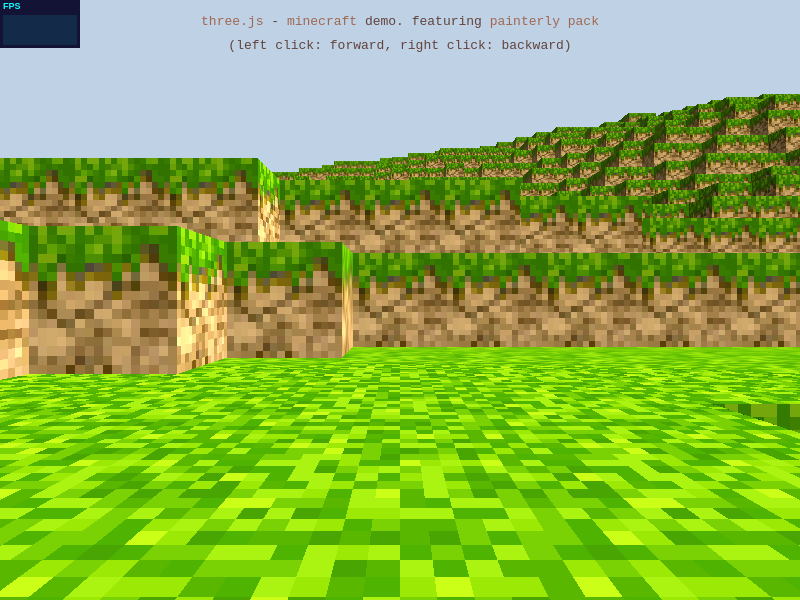 FPS
three.js - minecraft demo. featuring painterly pack
(left click: forward, right click: backward)